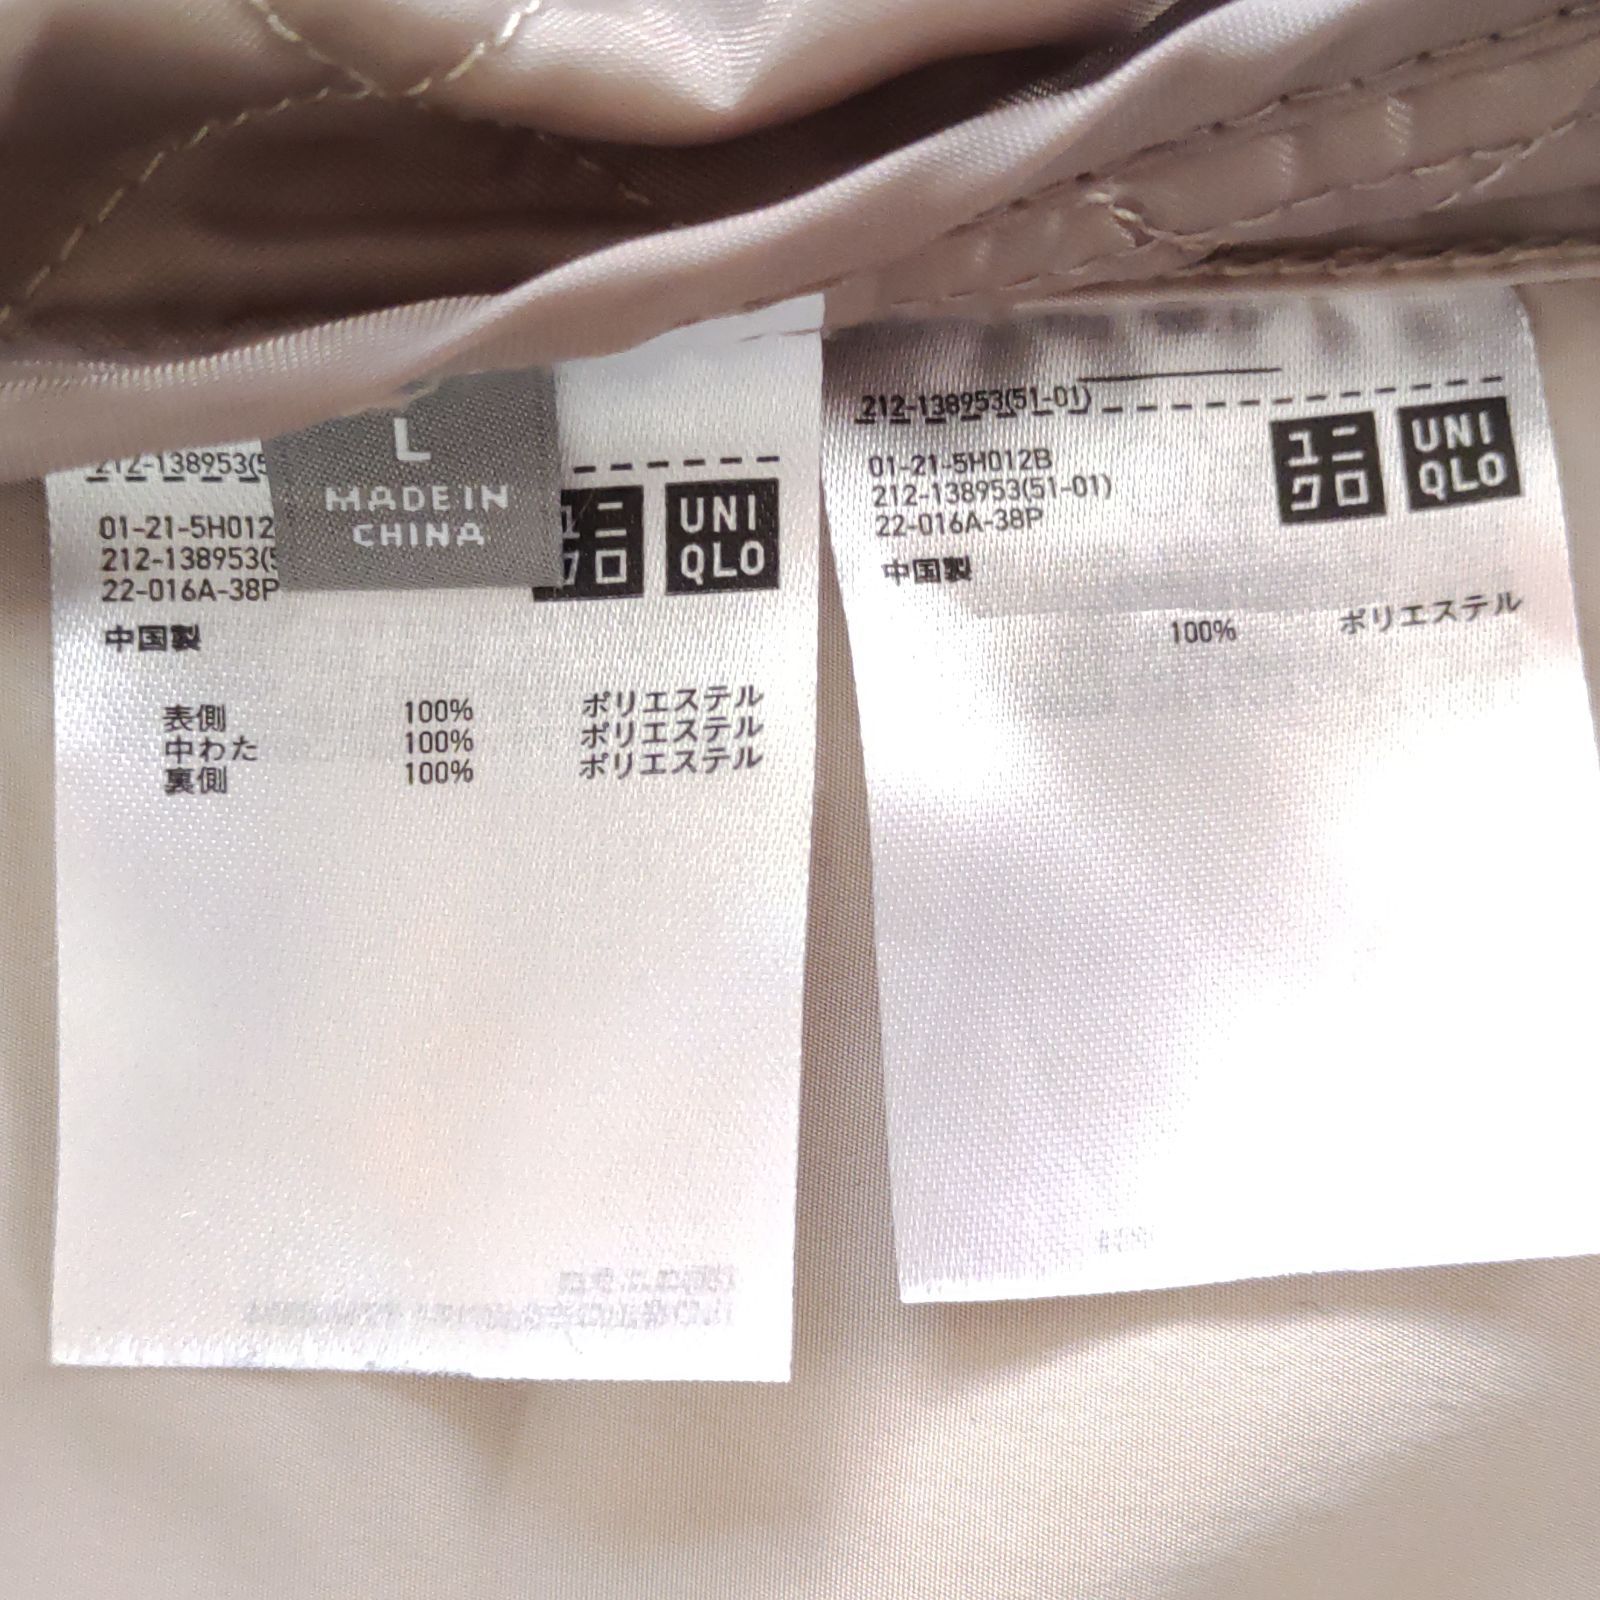 L
MADE IN
CHINA
212-138953(5
01-21-5H012
212-138953(5
22-016A-38P
ユニ
クロ
UNI
QLO
中国製
表側 100% ポリエステル
中わた 100% ポリエステル
裏側 100% ポリエステル
212-138953(51-01)
01-21-5H012B
212-138953(51-01)
22-016A-38P
ユニ
クロ
UNI
QLO
中国製
100% ポリエステル